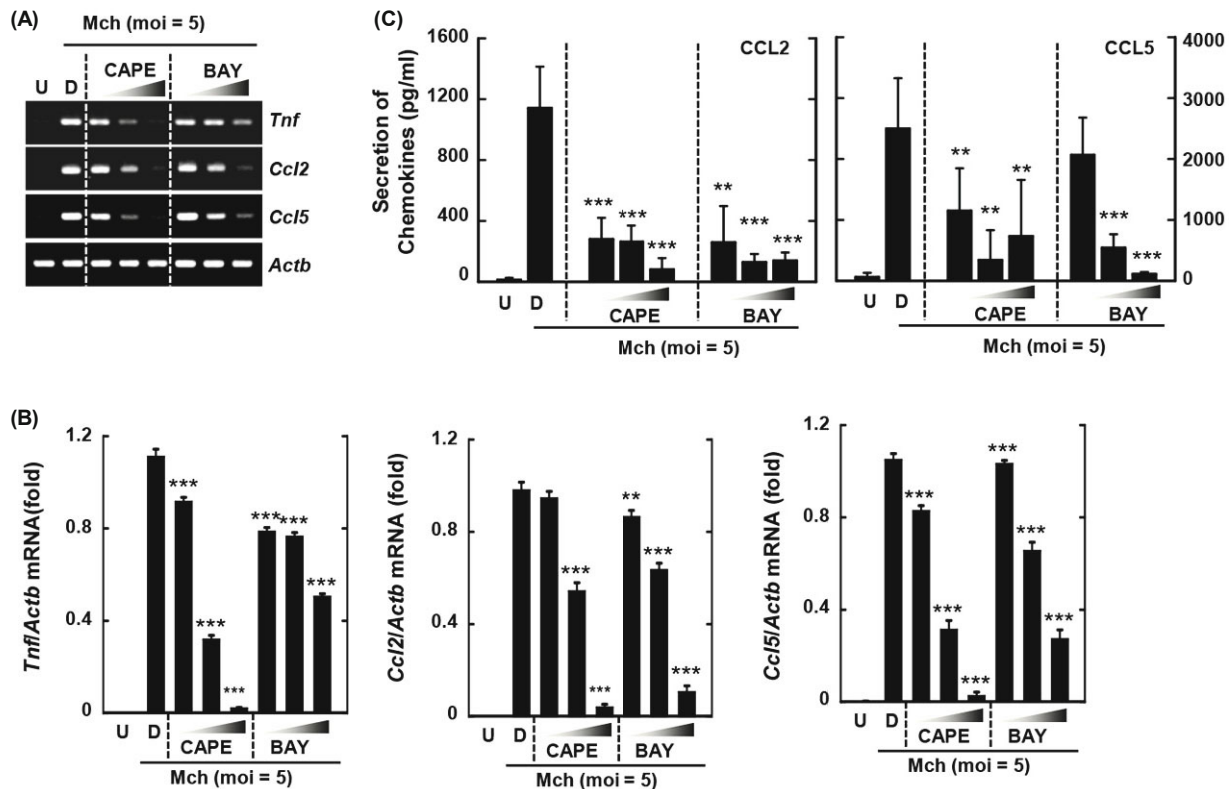 (A)
Mch (moi = 5)
CAPE BAY
U D
Tnf
Ccl2
Ccl5
Actb
(C)
Secretion of
Chemokines (pg/ml)
1600
1200
800
400
0
CCL2
***
***
***
**
***
***
U D
CAPE BAY
Mch (moi = 5)
CCL5
4000
3000
2000
1000
0
**
**
**
***
***
U D
CAPE BAY
Mch (moi = 5)
(B)
Tnf/Actb mRNA(fold)
1.2
0.8
0.4
0
***
***
***
***
***
***
U D
CAPE BAY
Mch (moi = 5)
Ccl2/Actb mRNA (fold)
1.2
0.8
0.4
0
***
***
**
***
***
U D
CAPE BAY
Mch (moi = 5)
Ccl5/Actb mRNA (fold)
1.2
0.8
0.4
0
***
***
***
***
***
***
U D
CAPE BAY
Mch (moi = 5)